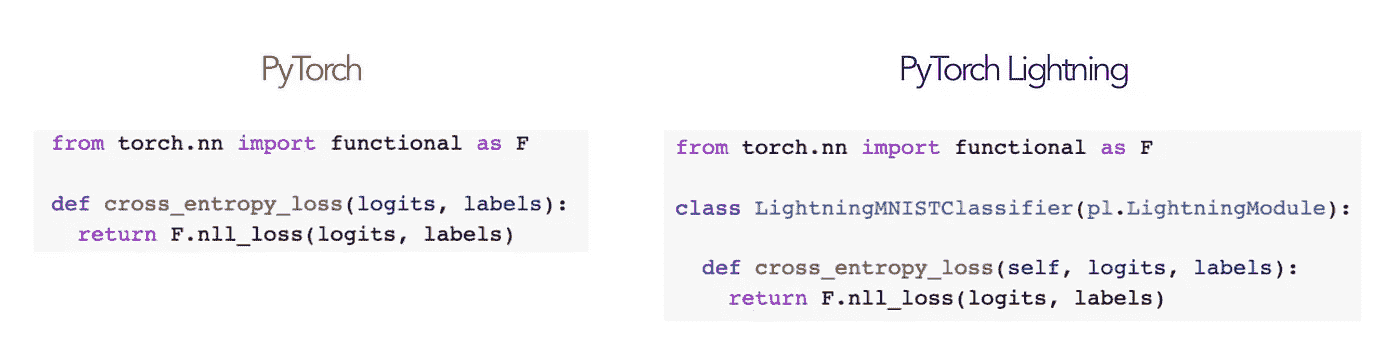 PyTorch
from torch.nn import functional as F
def cross_entropy_loss(logits, labels):
return F.nll_loss(logits, labels)
PyTorch Lightning
from torch.nn import functional as F
class LightningMNISTClassifier(pl.LightningModule):
def cross_entropy_loss(self, logits, labels):
return F.nll_loss(logits, labels)